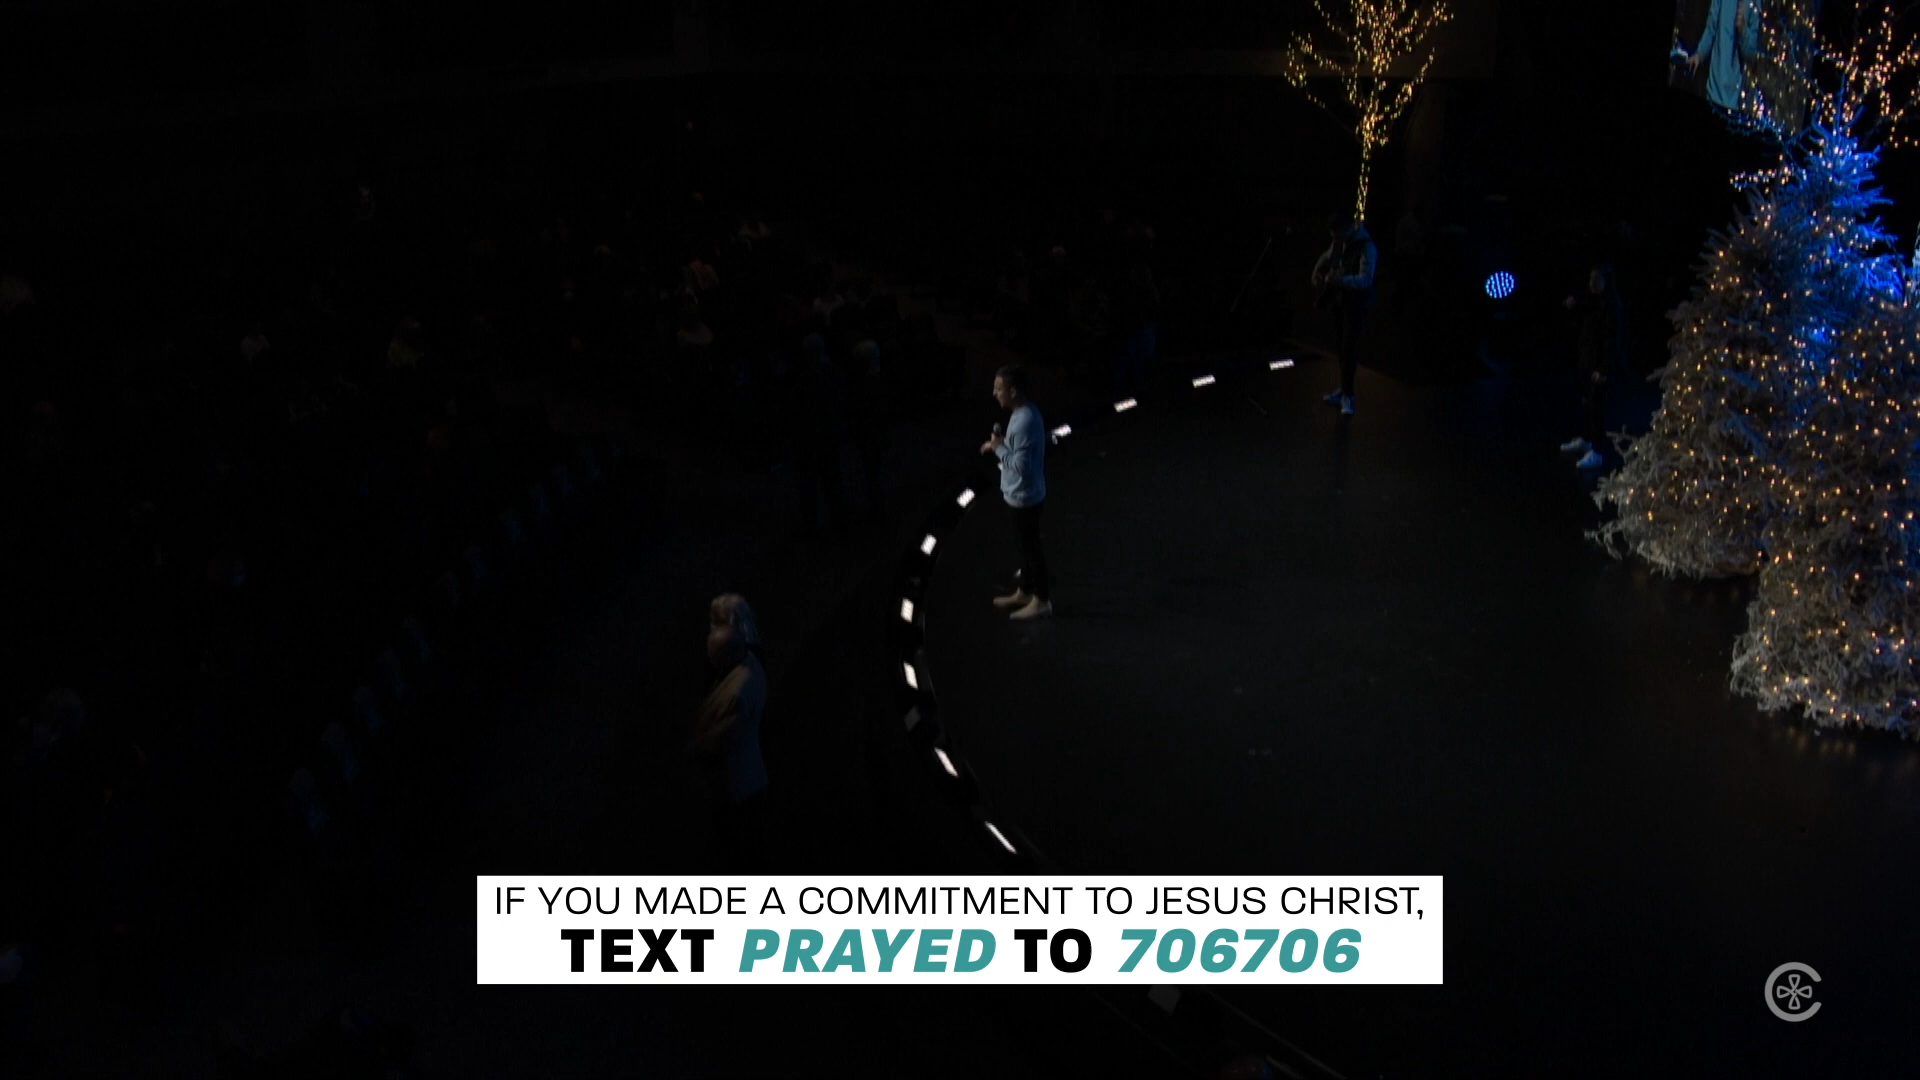 IF YOU MADE A COMMITMENT TO JESUS CHRIST,
TEXT PRAYED TO 706706